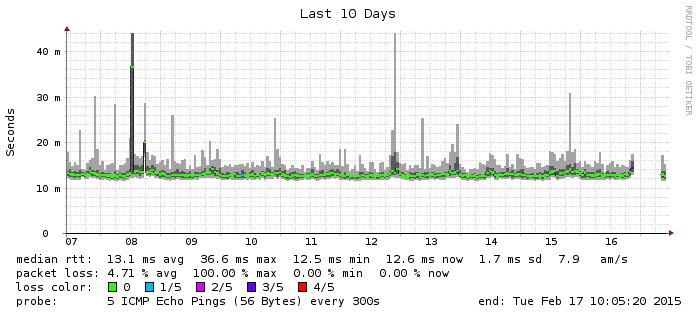 Last 10 Days
RRDTOOL / TOBI OETIKER
Seconds
40 m
30 m
20 m
10 m
0
07 08 09 10 11 12 13 14 15 16
median rtt: 13.1 ms avg 36.6 ms max 12.5 ms min 12.6 ms now 1.7 ms sd 7.9 am/s
packet loss: 4.71 % avg 100.00 % max 0.00 % min 0.00 % now
loss color: 0 1/5 2/5 3/5 4/5
probe: 5 ICMP Echo Pings (56 Bytes) every 300s end: Tue Feb 17 10:05:20 2015